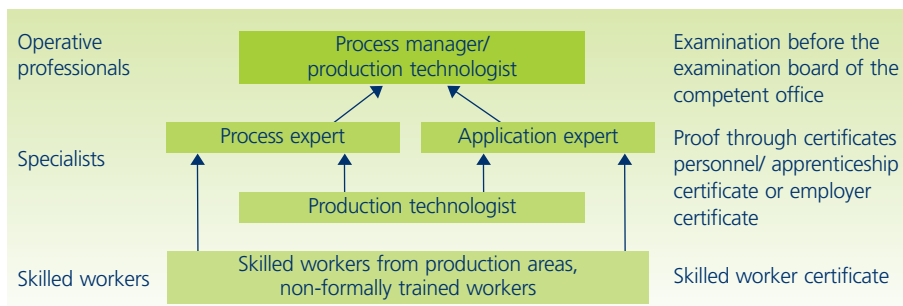 Operative
professionals
Process manager/
production technologist
Examination before the
examination board of the
competent office
Process expert
Application expert
Specialists
Proof through certificates
personnel/ apprenticeship
certificate or employer
certificate
Production technologist
Skilled workers
Skilled workers from production areas,
non-formally trained workers
Skilled worker certificate